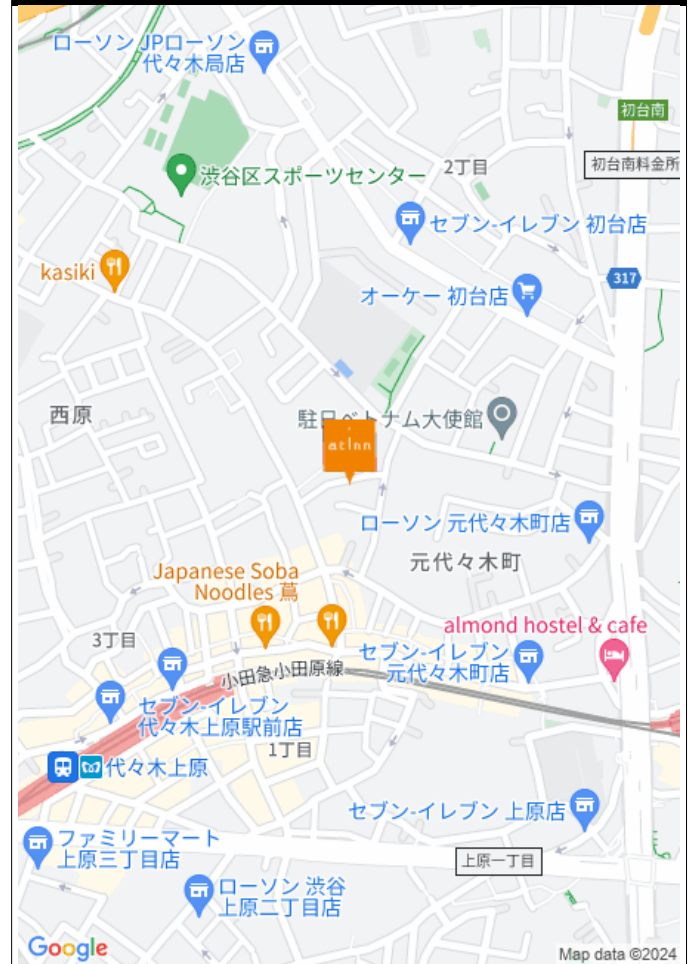 ローソン JPローソン
代々木局店
初台南
2丁目
初台南料金所
渋谷区スポーツセンター
セブン-イレブン 初台店
kasiki
317
オーケー 初台店
西原
駐日ベトナム大使館
at Inn
ローソン 元代々木町店
元代々木町
Japanese Soba
Noodles 蔦
almond hostel & cafe
3丁目
セブン-イレブン
元代々木町店
小田急小田原線
セブン-イレブン
代々木上原駅前店
1丁目
代々木上原
セブン-イレブン 上原店
ファミリーマート
上原三丁目店
上原一丁目
ローソン 渋谷
上原二丁目店
Google
Map data ©2024